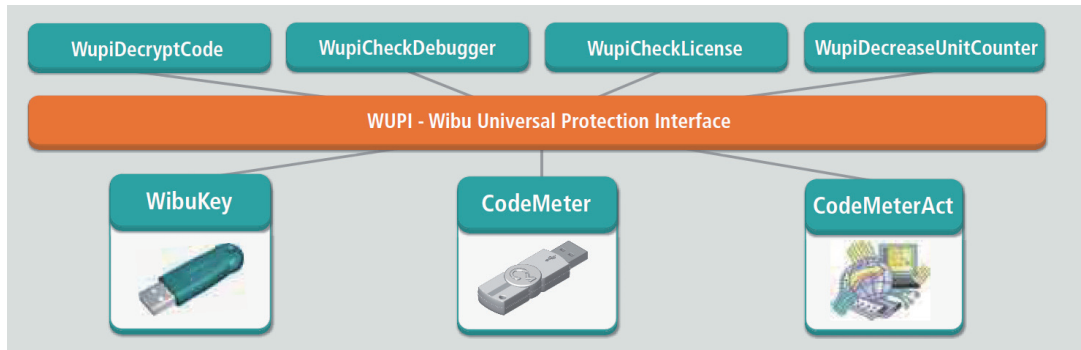 WupiDecryptCode
WupiCheckDebugger
WupiCheckLicense
WupiDecreaseUnitCounter
WUPI - Wibu Universal Protection Interface
WibuKey
CodeMeter
CodeMeterAct